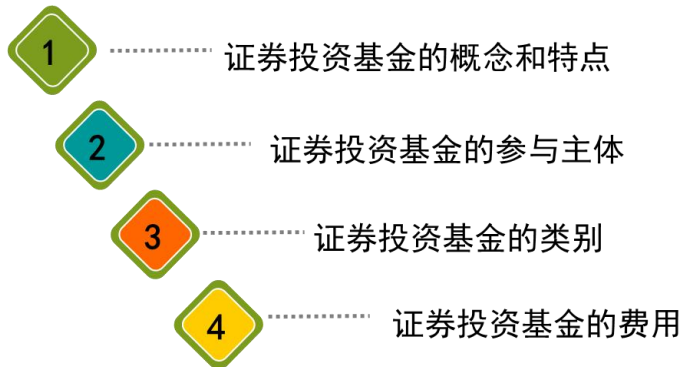 1 证券投资基金的概念和特点
2 证券投资基金的参与主体
3 证券投资基金的类别
4 证券投资基金的费用